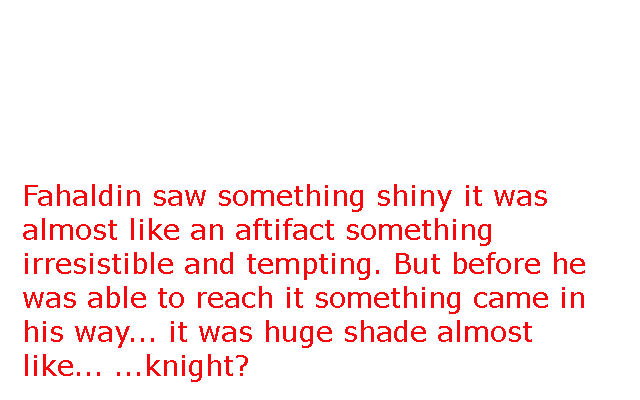 Fahaldin saw something shiny it was
almost like an aftifact something
irresistible and tempting. But before he
was able to reach it something came in
his way... it was huge shade almost
like... ...knight?